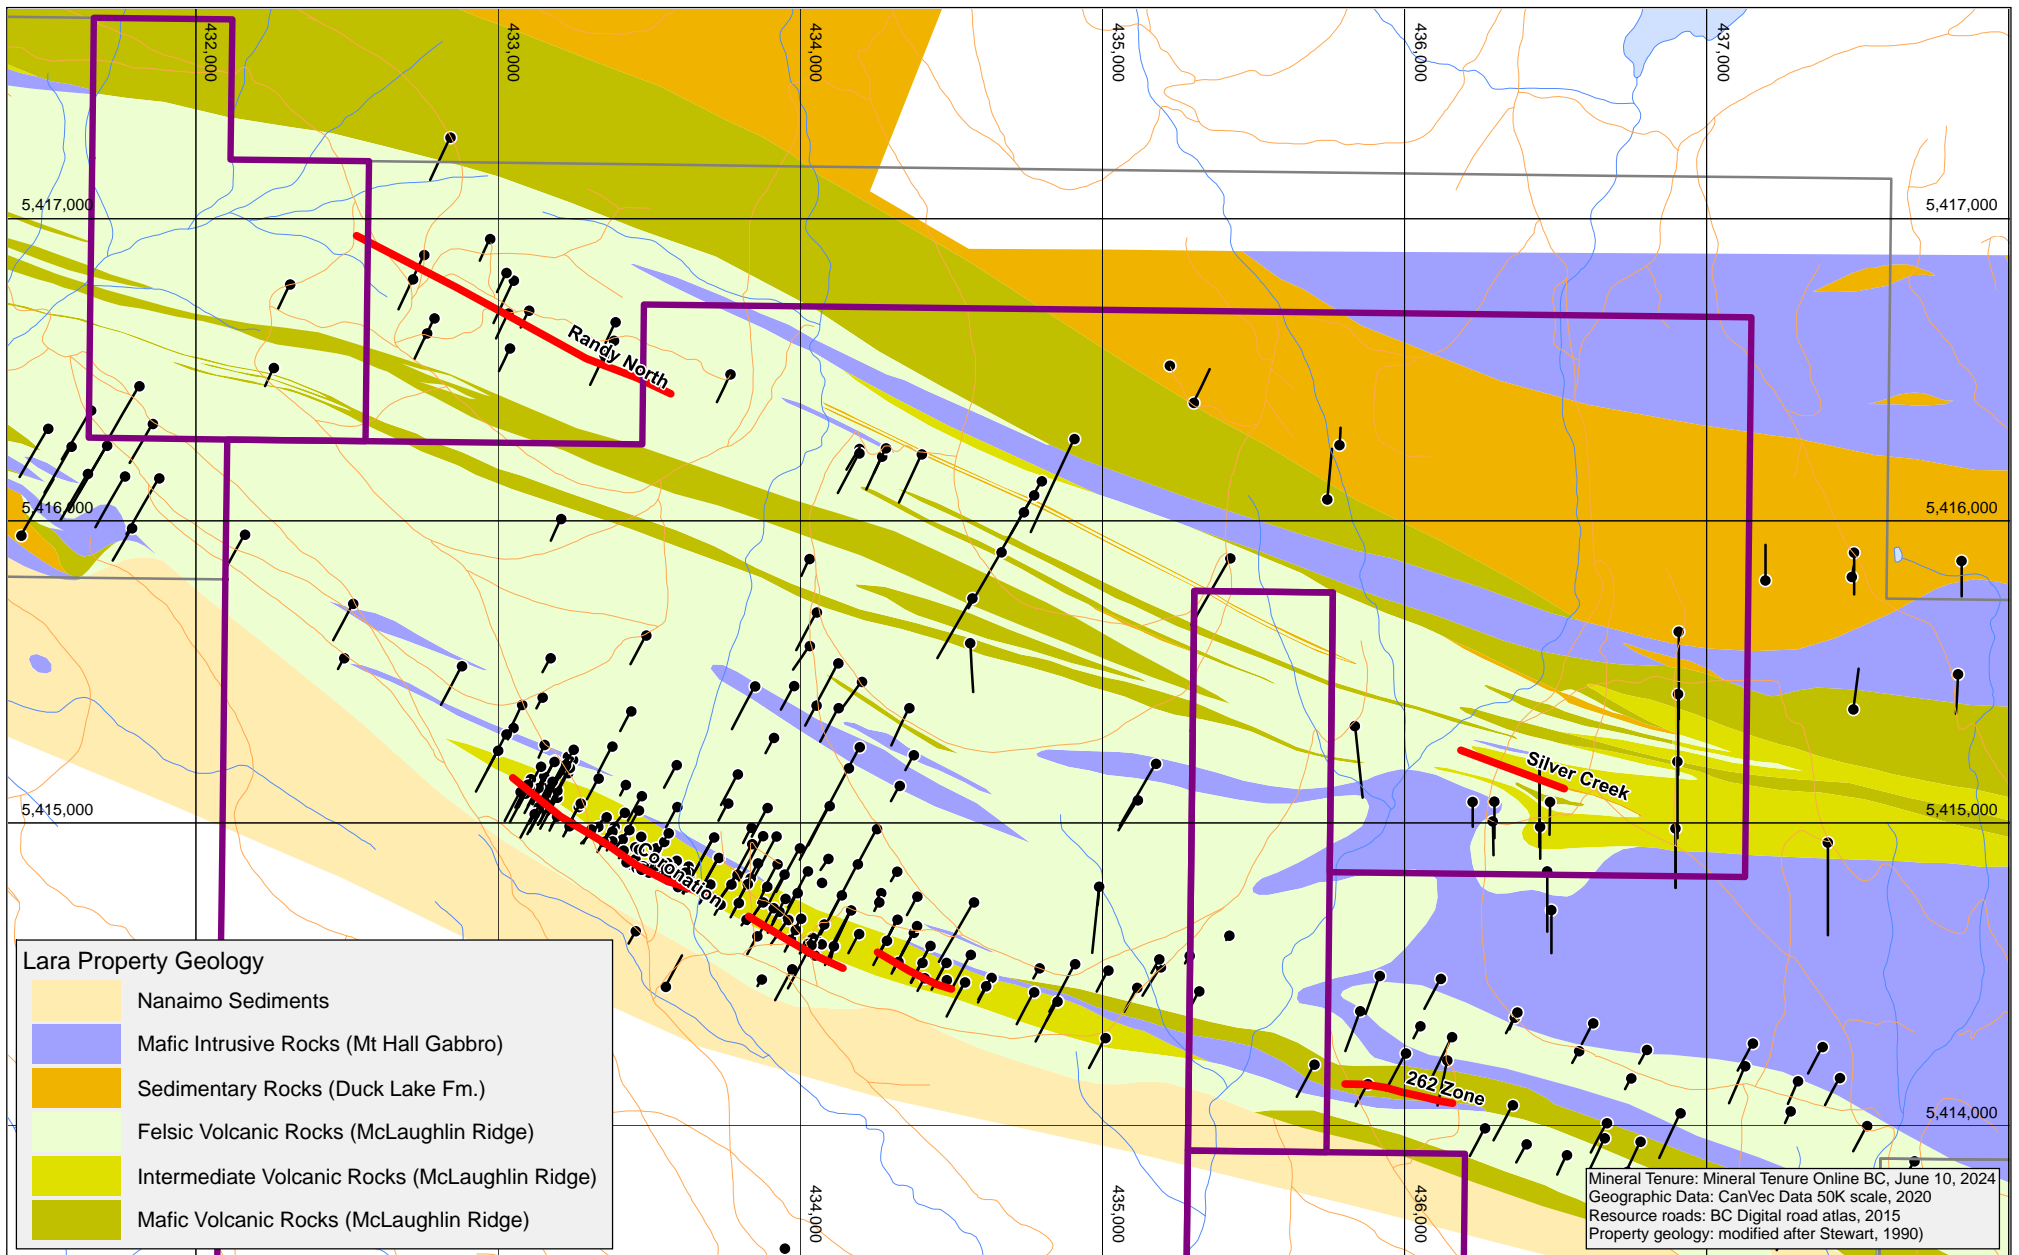 432,000
433,000
434,000
435,000
436,000
437,000
5,417,000
5,417,000
Randy North
5,416,000
5,416,000
Silver Creek
5,415,000
5,415,000
Coronation
262 Zone
5,414,000
Lara Property Geology
Nanaimo Sediments
Mafic Intrusive Rocks (Mt Hall Gabbro)
Sedimentary Rocks (Duck Lake Fm.)
Felsic Volcanic Rocks (McLaughlin Ridge)
Intermediate Volcanic Rocks (McLaughlin Ridge)
Mafic Volcanic Rocks (McLaughlin Ridge)
434,000
435,000
436,000
Mineral Tenure: Mineral Tenure Online BC, June 10, 2024
Geographic Data: CanVec Data 50K scale, 2020
Resource roads: BC Digital road atlas, 2015
Property geology: modified after Stewart, 1990)